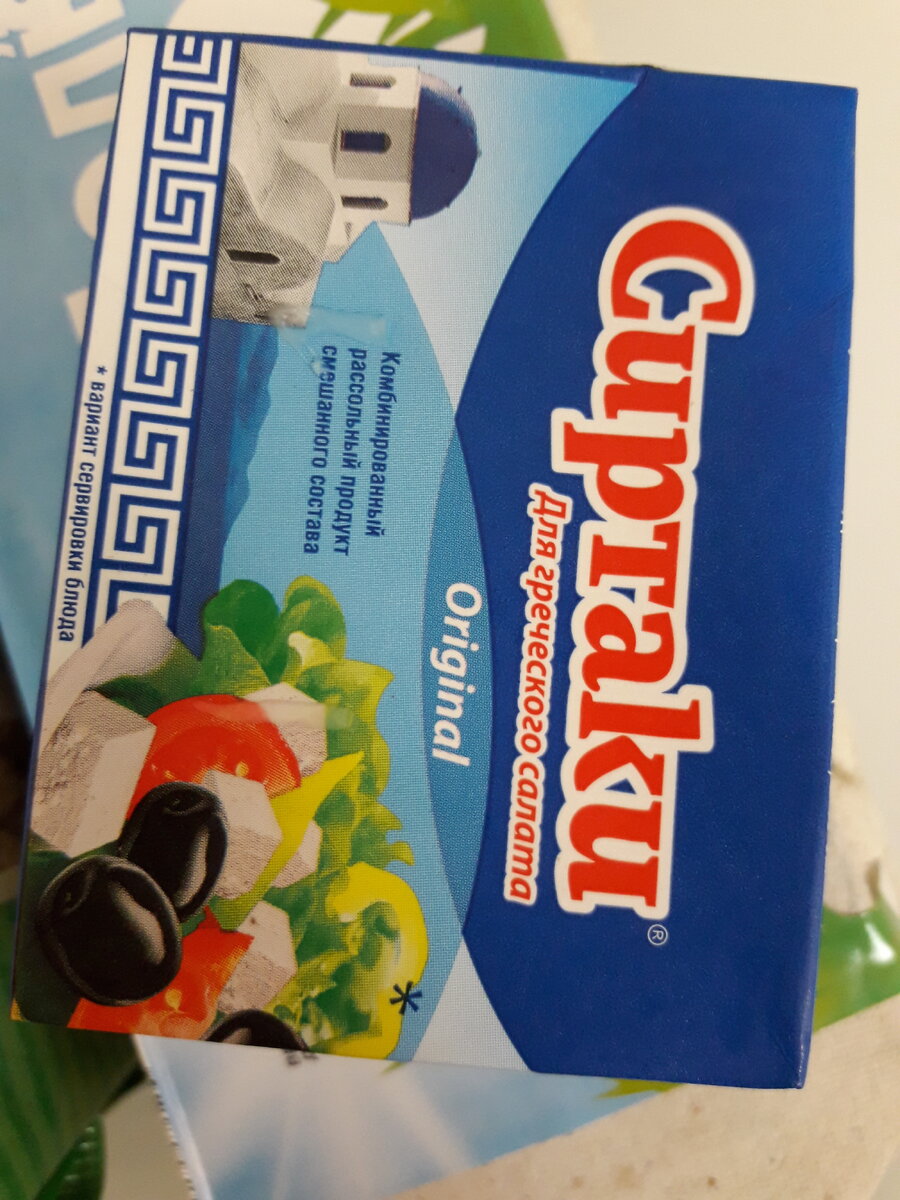 Сиртаки®
Для греческого салата
Original
Комбинированный
рассольный продукт
смешанного состава
*
* вариант сервировки блюда